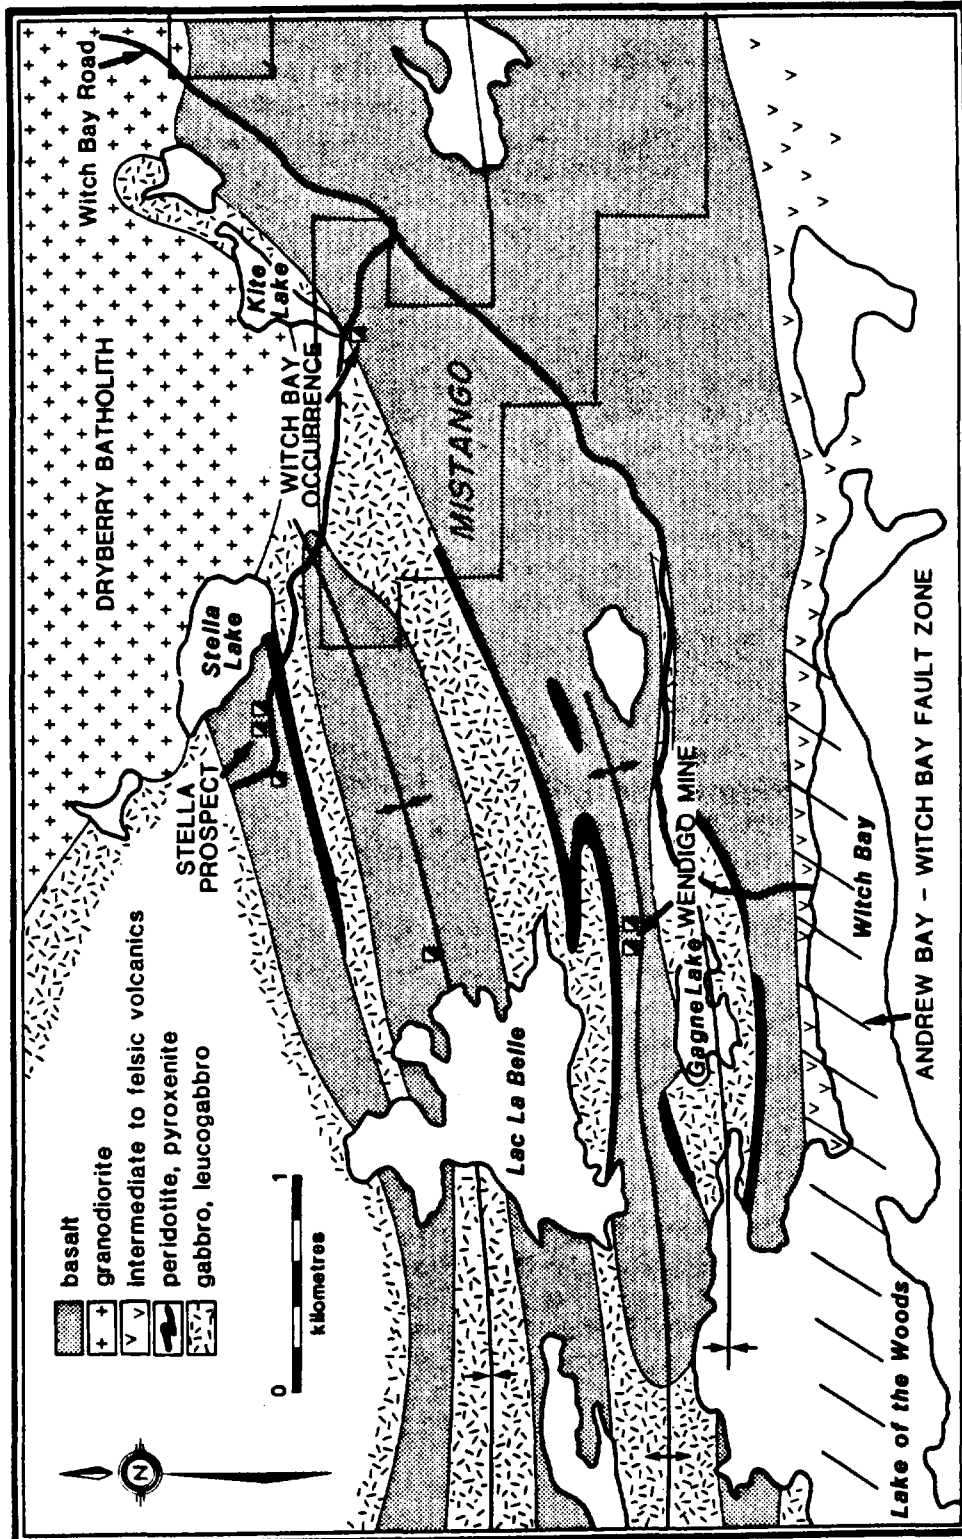 N
0
1
kilometres
basalt
granodiorite
intermediate to felsic volcanics
peridotite, pyroxenite
gabbro, leucogabbro
DRYBERRY BATHOLITH
Witch Bay Road
Kite
Lake
WITCH BAY
OCCURRENCE
Stella
Lake
STELLA
PROSPECT
MISTANGO
Lac La Belle
WENDIGO MINE
Gagne Lake
Witch Bay
ANDREW BAY - WITCH BAY FAULT ZONE
Lake of the Woods